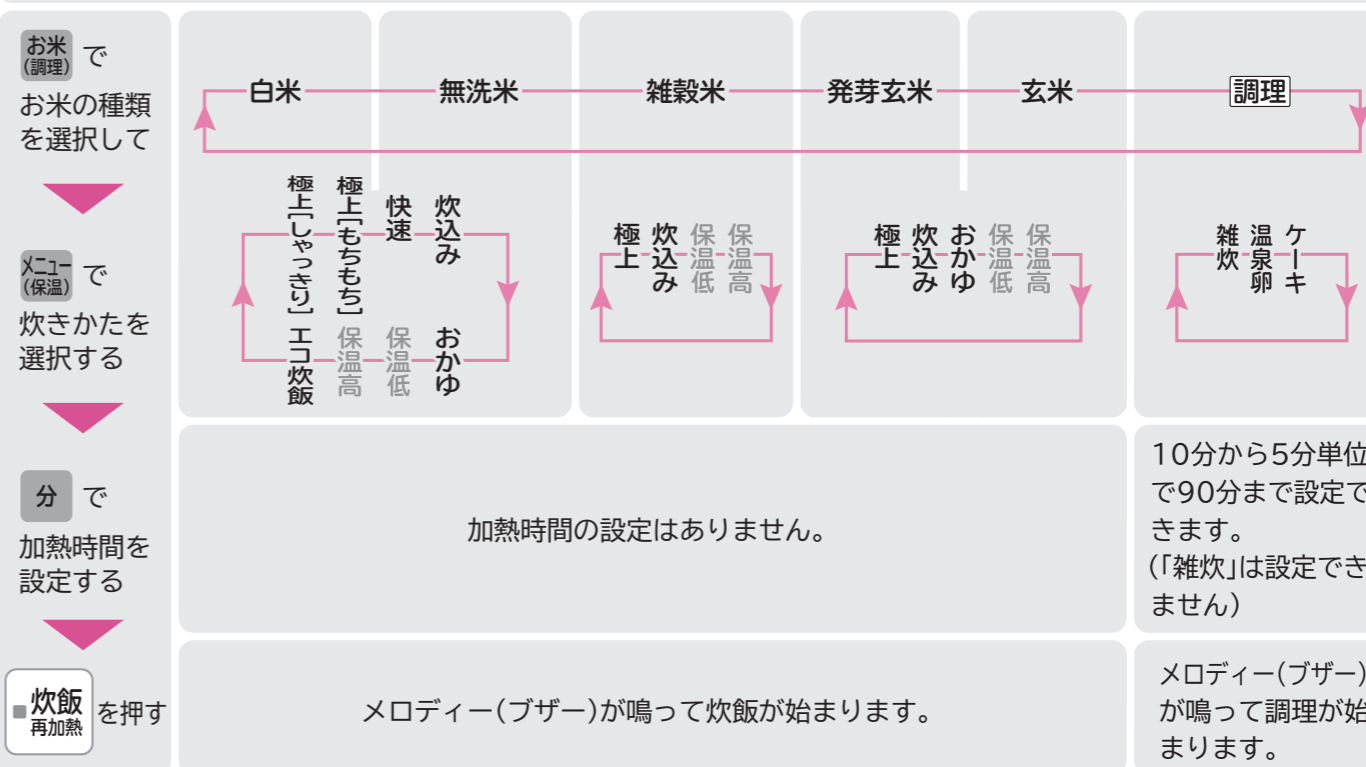 お米
(調理)
で
お米の種類
を選択して
白米
無洗米
雑穀米
発芽玄米
玄米
調理
メニュー
(保温)
で
炊きかたを
選択する
極上[しゃっきり]
極上[もちもち]
快速
炊込み
エコ炊飯
保温高
保温低
おかゆ
極上
炊込み
保温低
保温高
極上
炊込み
おかゆ
保温低
保温高
雑炊
温泉卵
ケーキ
分
で
加熱時間を
設定する
加熱時間の設定はありません。
10分から5分単位
で90分まで設定で
きます。
(「雑炊」は設定でき
ません)
炊飯
再加熱
を押す
メロディー(ブザー)が鳴って炊飯が始まります。
メロディー(ブザー)
が鳴って調理が始
まります。